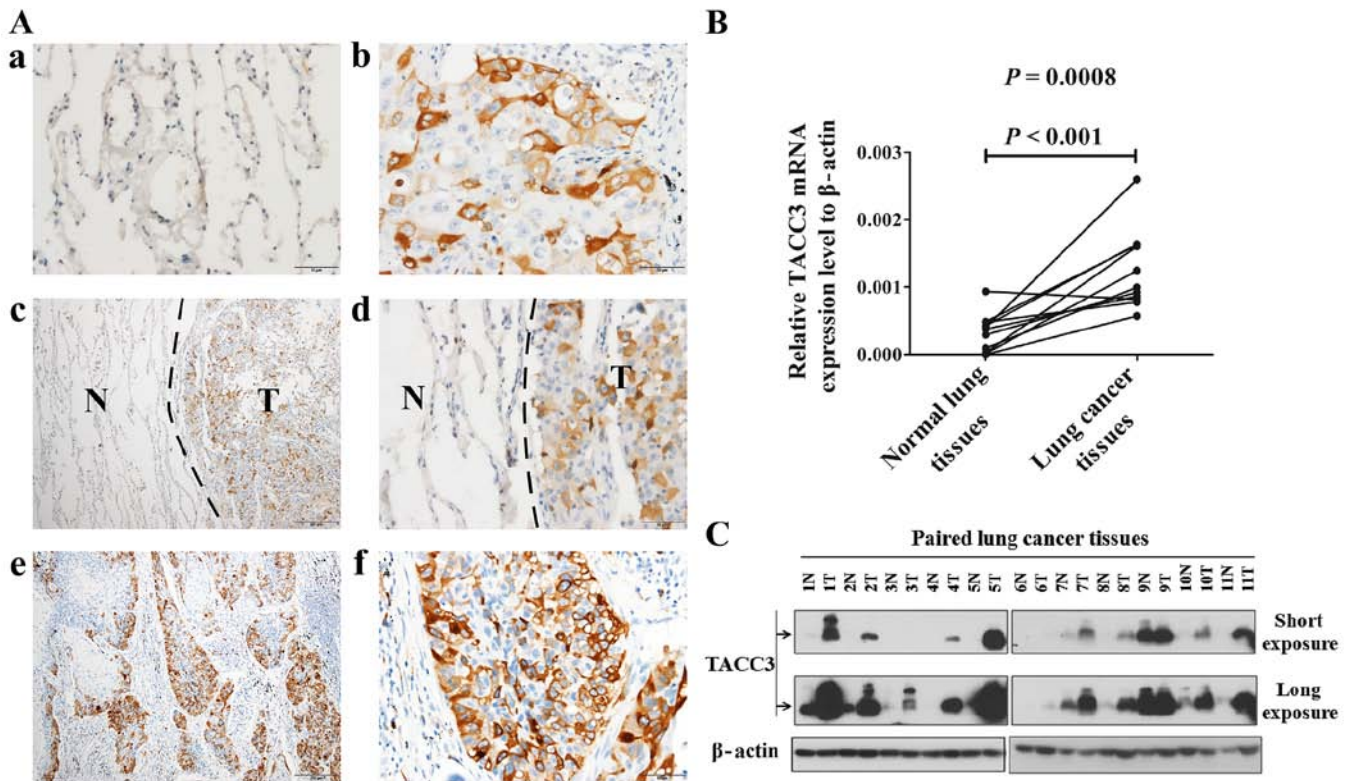 A
a
b
c
N
T
d
N
T
e
f
B
P = 0.0008
P < 0.001
Relative TACC3 mRNA
expression level to β-actin
0.003
0.002
0.001
0.000
Normal lung
tissues
Lung cancer
tissues
C
Paired lung cancer tissues
1N 1T 2N 2T 3N 3T 4N 4T 5N 5T 6N 6T 7N 7T 8N 8T 9N 9T 10N 10T 11N 11T
TACC3
Short
exposure
Long
exposure
β-actin